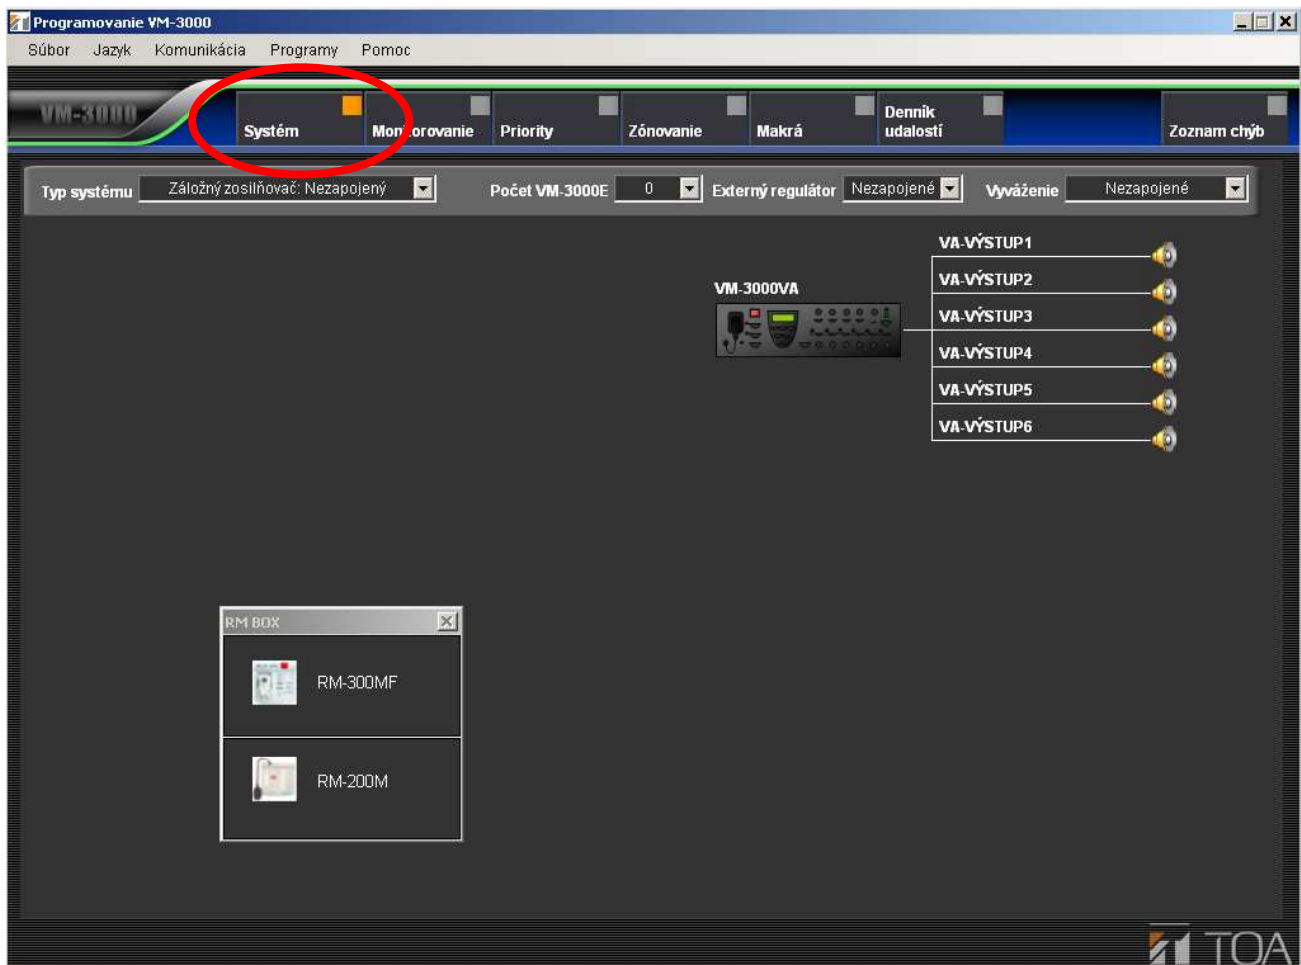 Programovanie VM-3000
Súbor Jazyk Komunikácia Programy Pomoc
VM-3000
Systém Monitorovanie Priority Zónovanie Makrá Denník udalostí Zoznam chýb
Typ systému Záložný zosilňovač: Nezapojený Počet VM-3000E 0 Externý regulátor Nezapojené Vyváženie Nezapojené
VA-VÝSTUP1
VA-VÝSTUP2
VM-3000VA
VA-VÝSTUP3
VA-VÝSTUP4
VA-VÝSTUP5
VA-VÝSTUP6
RM BOX
RM-300MF
RM-200M
TOA